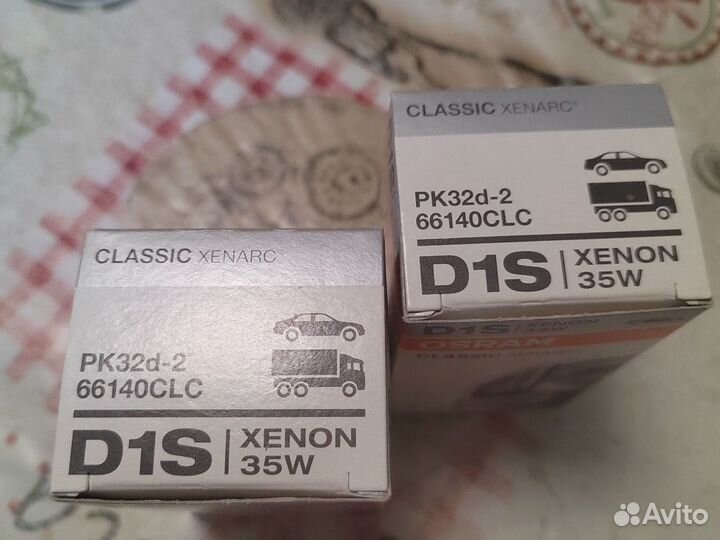 CLASSIC XENARC®
PK32d-2
66140CLC
D1S | XENON
35W
D1S XENON
35W
OSRAM
CLASSIC
CLASSIC XENARC®
PK32d-2
66140CLC
D1S | XENON
35W
Avito